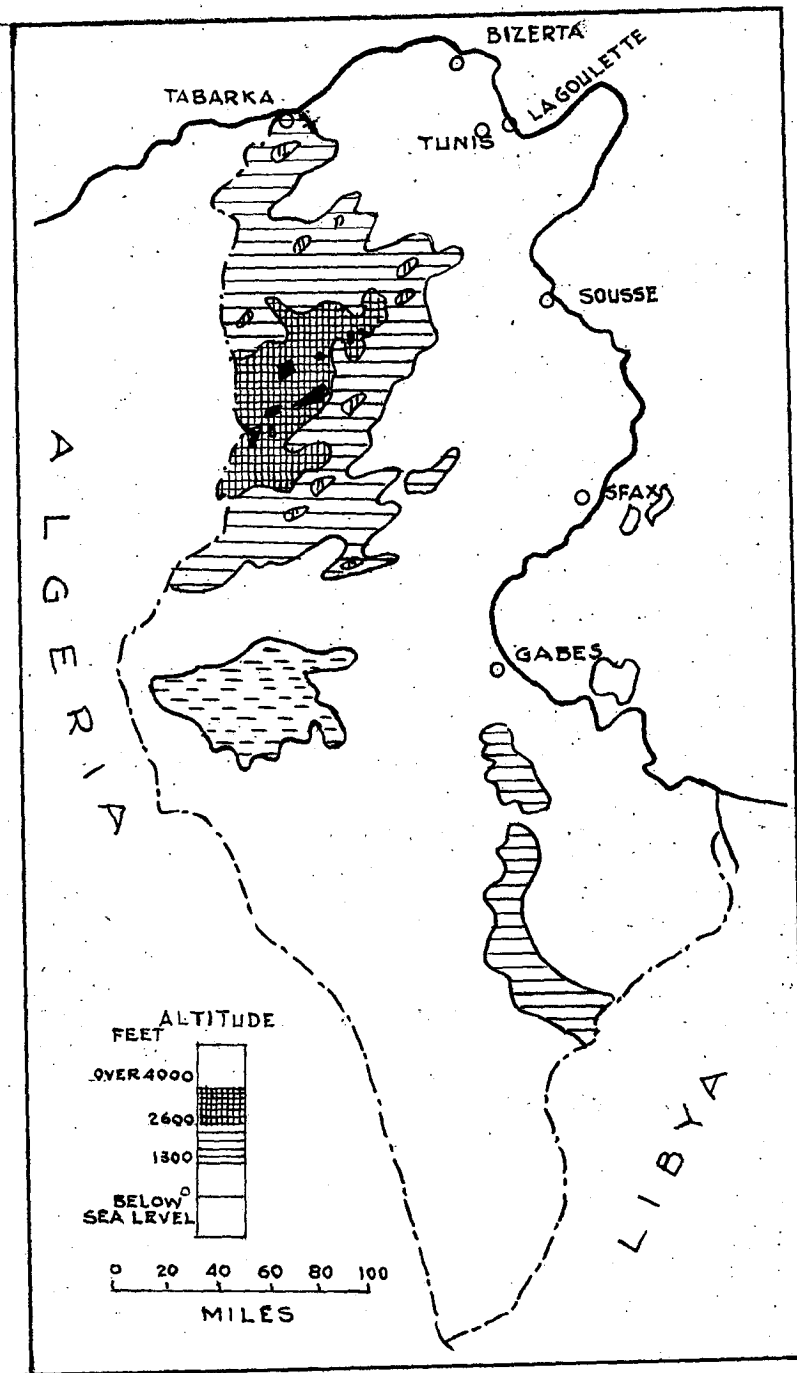 BIZERTA
LA GOULETTE
TABARKA
TUNIS
SOUSSE
ALGERIA
SFAX
GABES
LIBYA
ALTITUDE
FEET
OVER 4000
2600
1300
0
BELOW
SEA LEVEL
0 20 40 60 80 100
MILES